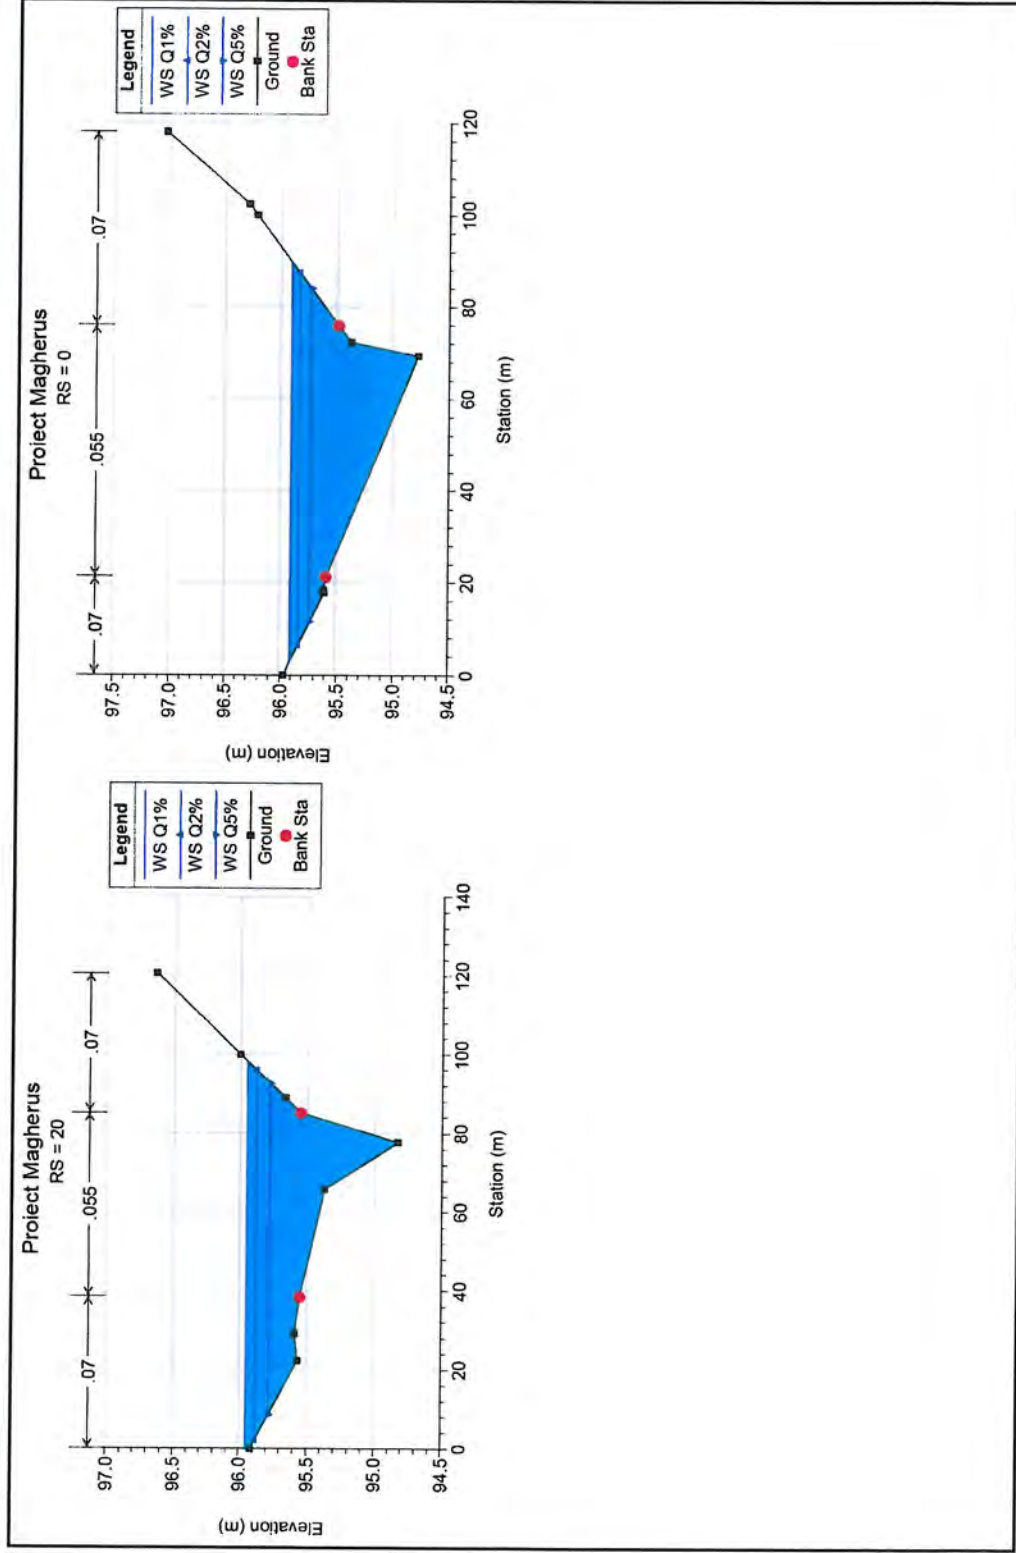 Proiect Magherus
RS = 20
.07
.055
.07
Legend
WS Q1%
WS Q2%
WS Q5%
Ground
Bank Sta
Elevation (m)
97.0
96.5
96.0
95.5
95.0
94.5
0
20
40
60
80
100
120
140
Station (m)
Proiect Magherus
RS = 0
.07
.055
.07
Legend
WS Q1%
WS Q2%
WS Q5%
Ground
Bank Sta
Elevation (m)
97.5
97.0
96.5
96.0
95.5
95.0
94.5
0
20
40
60
80
100
120
Station (m)